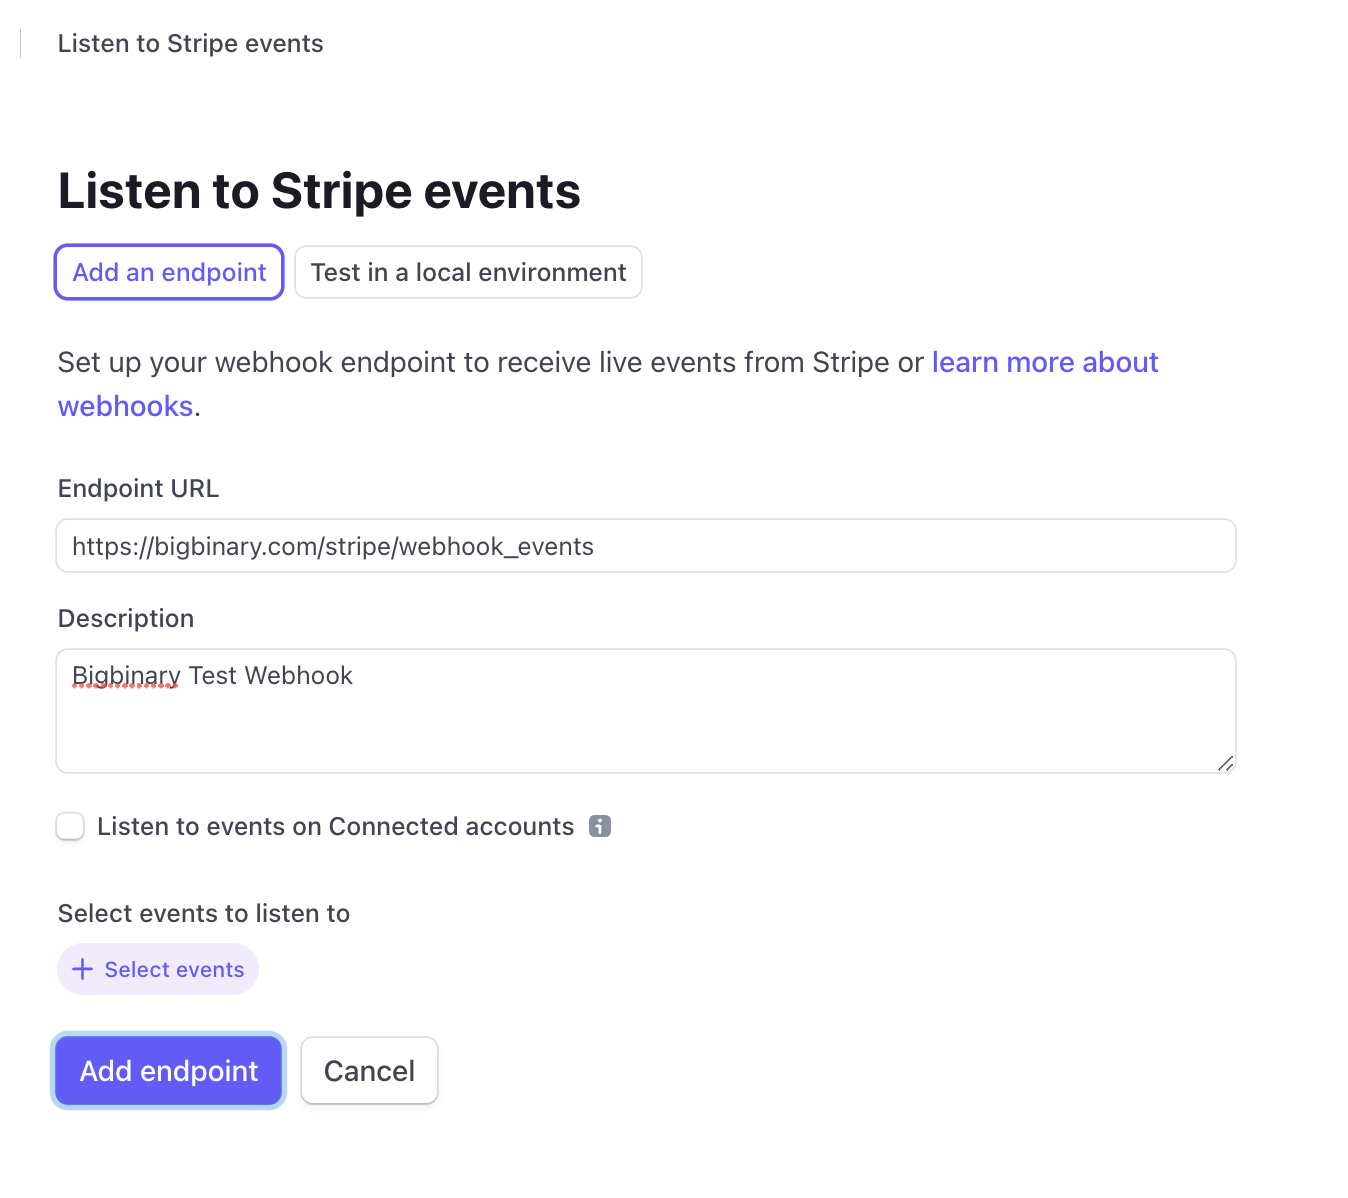 Listen to Stripe events
Listen to Stripe events
Add an endpoint
Test in a local environment
Set up your webhook endpoint to receive live events from Stripe or learn more about
webhooks.
Endpoint URL
https://bigbinary.com/stripe/webhook_events
Description
Bigbinary Test Webhook
Listen to events on Connected accounts
Select events to listen to
Select events
Add endpoint
Cancel